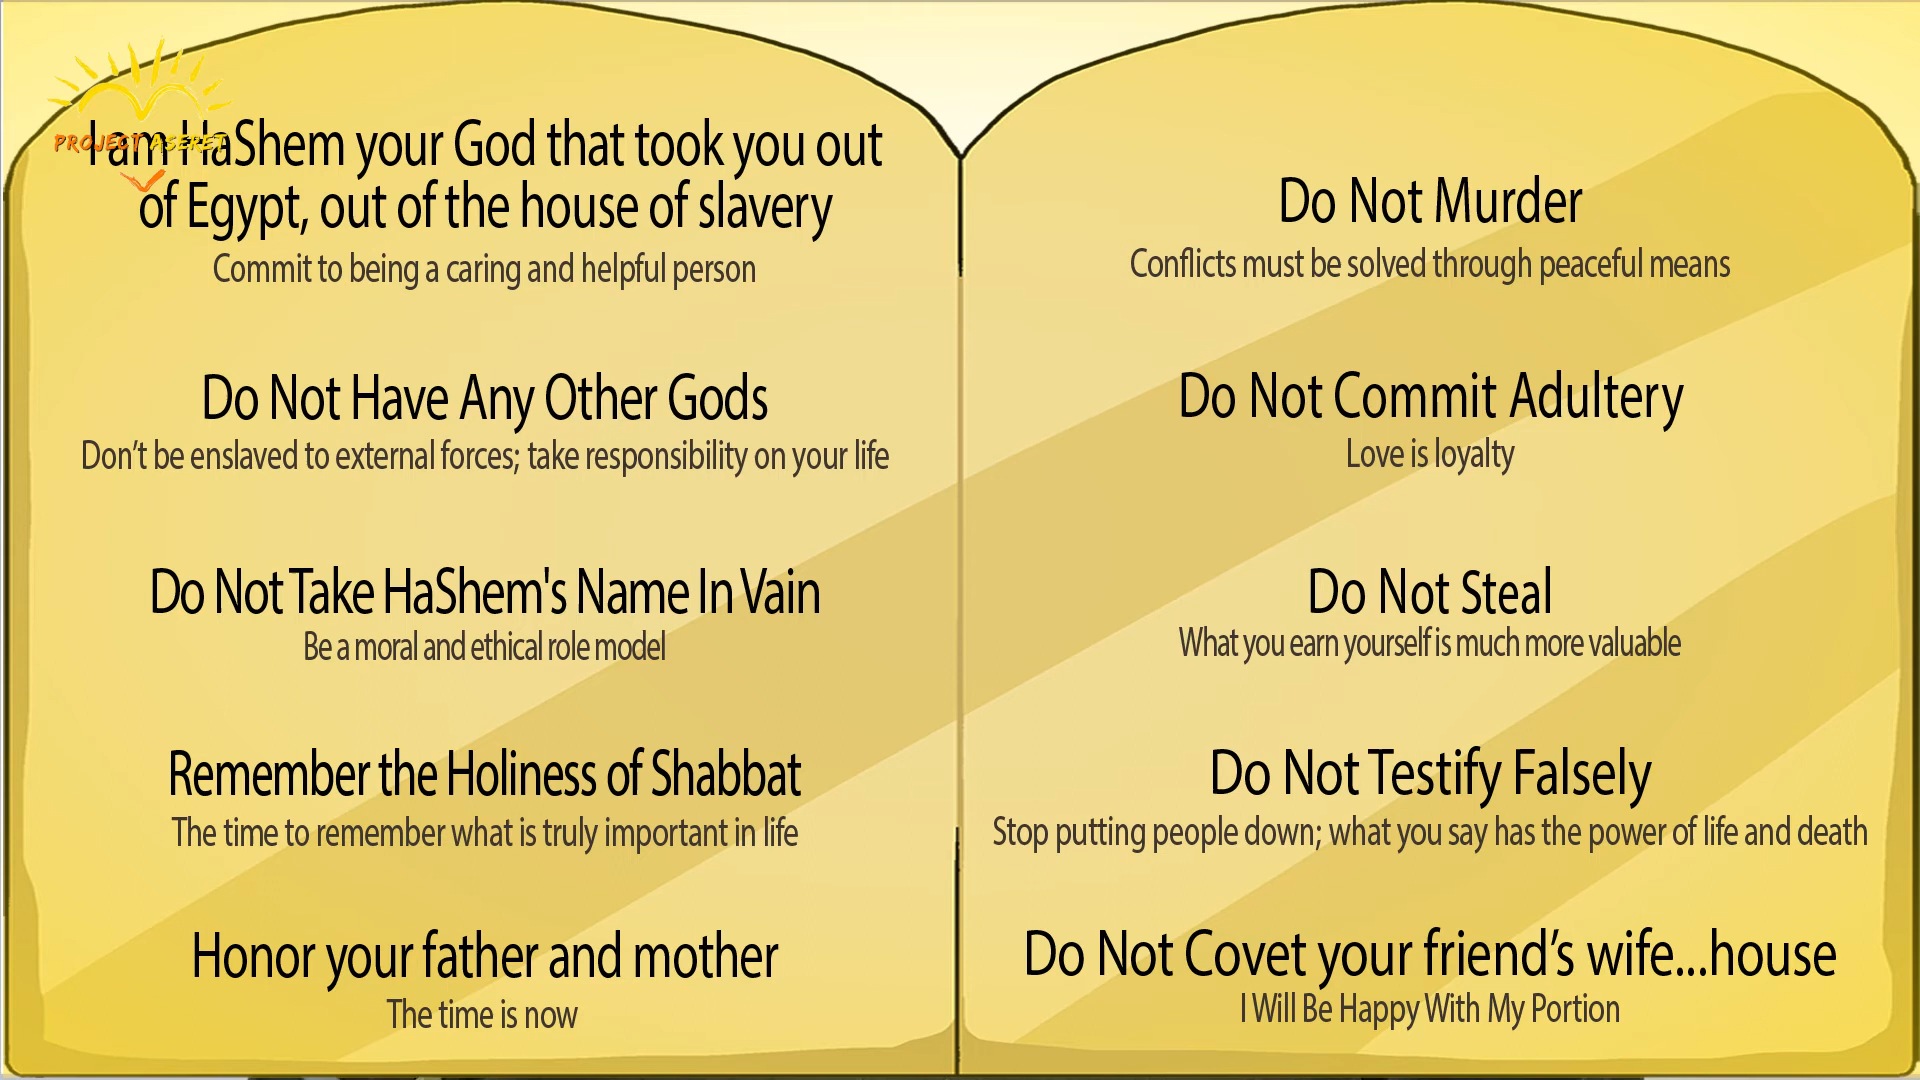 PROJECT ASERET
I am HaShem your God that took you out
of Egypt, out of the house of slavery
Commit to being a caring and helpful person
Do Not Have Any Other Gods
Don’t be enslaved to external forces; take responsibility on your life
Do Not Take HaShem's Name In Vain
Be a moral and ethical role model
Remember the Holiness of Shabbat
The time to remember what is truly important in life
Honor your father and mother
The time is now
Do Not Murder
Conflicts must be solved through peaceful means
Do Not Commit Adultery
Love is loyalty
Do Not Steal
What you earn yourself is much more valuable
Do Not Testify Falsely
Stop putting people down; what you say has the power of life and death
Do Not Covet your friend’s wife...house
I Will Be Happy With My Portion